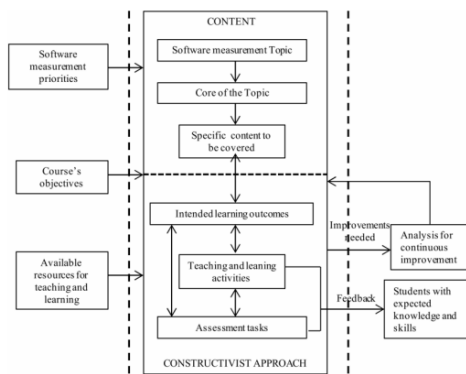 CONTENT
Software measurement Topic
Software
measurement
priorities
Core of the Topic
Specific content to
be covered
Course's
objectives
Intended learning outcomes
Improvements
needed
Analysis for
continuous
improvement
Available
resources for
teaching and
learning
Teaching and leaning
activities
Feedback
Students with
expected
knowledge and
skills
Assessment tasks
CONSTRUCTIVIST APPROACH